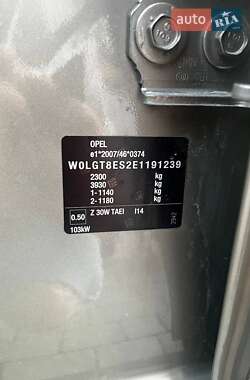 AUTO RIA
OPEL
e1*2007/46*0374
W0LGT8ES2E1191239
2300 kg
3930 kg
1-1140 kg
2-1180 kg
0.50 Z 30W TAEI I14
103kW